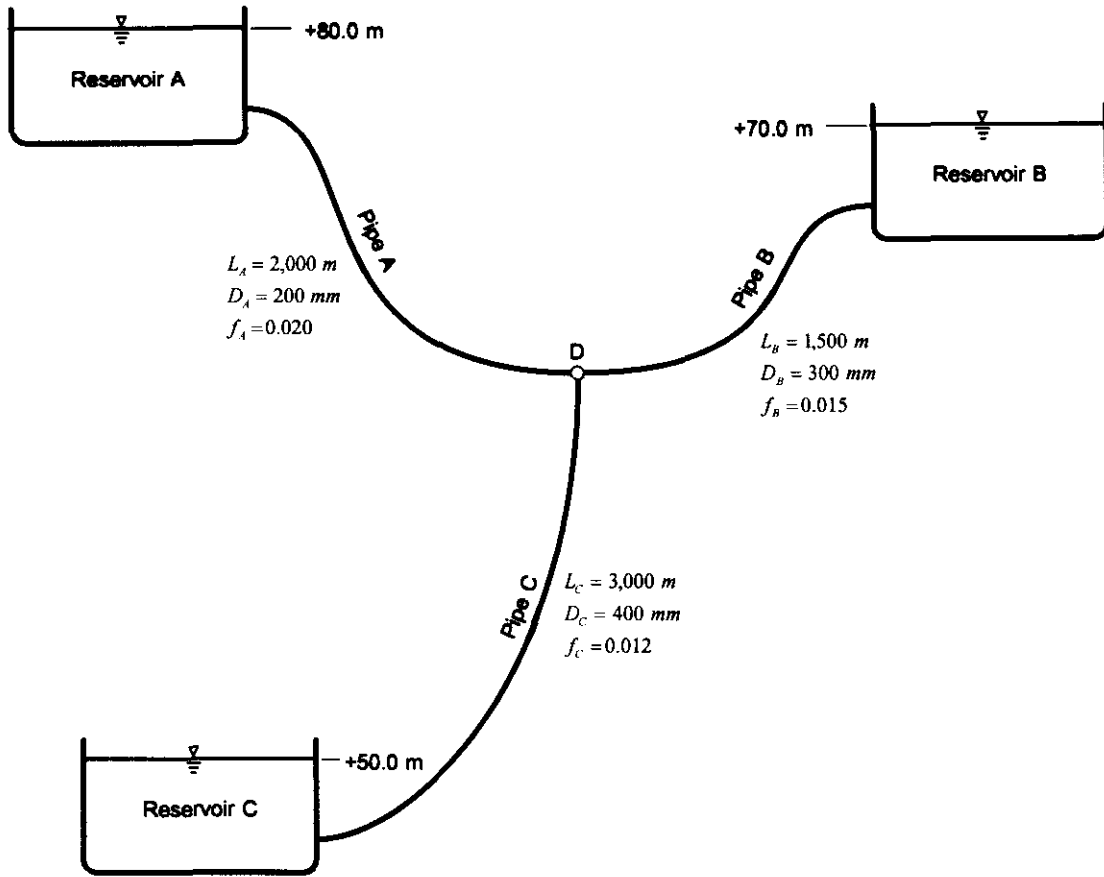 +80.0 m
Reservoir A
+70.0 m
Reservoir B
Pipe A
Pipe B
L_A = 2,000 m
D_A = 200 mm
f_A =0.020
D
L_B = 1,500 m
D_B = 300 mm
f_B =0.015
Pipe C
L_C = 3,000 m
D_C = 400 mm
f_C =0.012
+50.0 m
Reservoir C